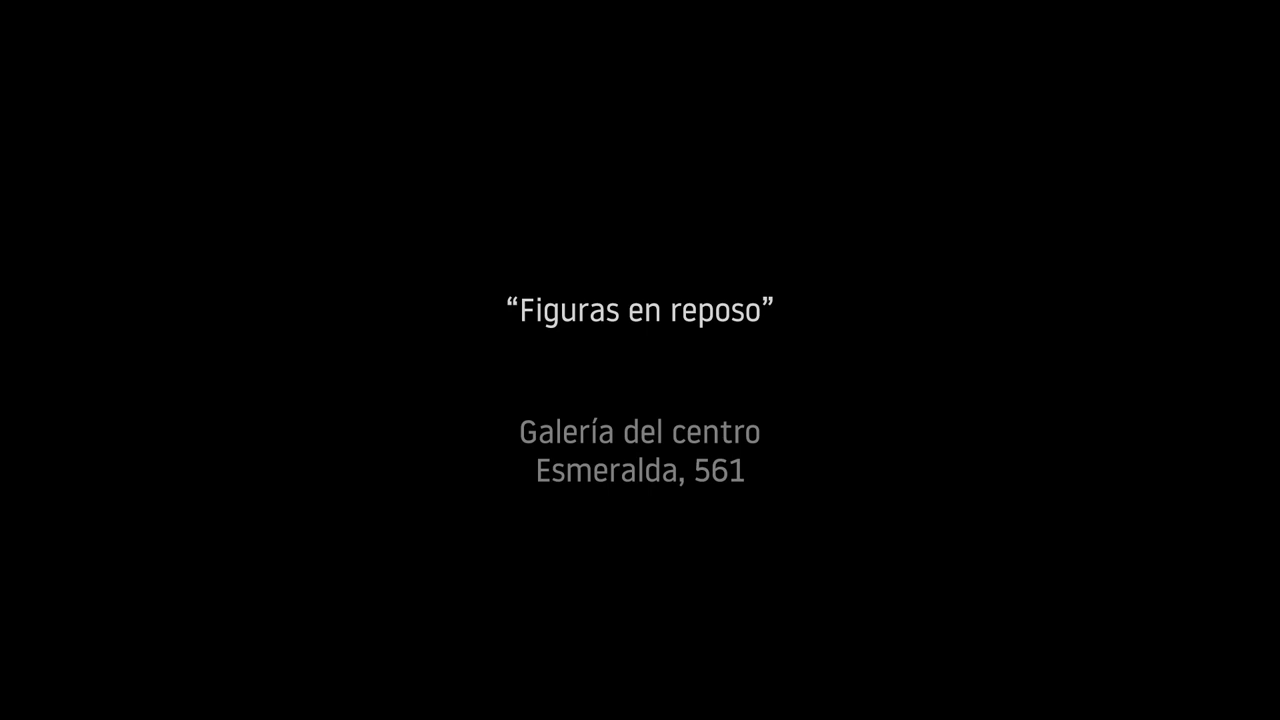 “Figuras en reposo”
Galería del centro
Esmeralda, 561